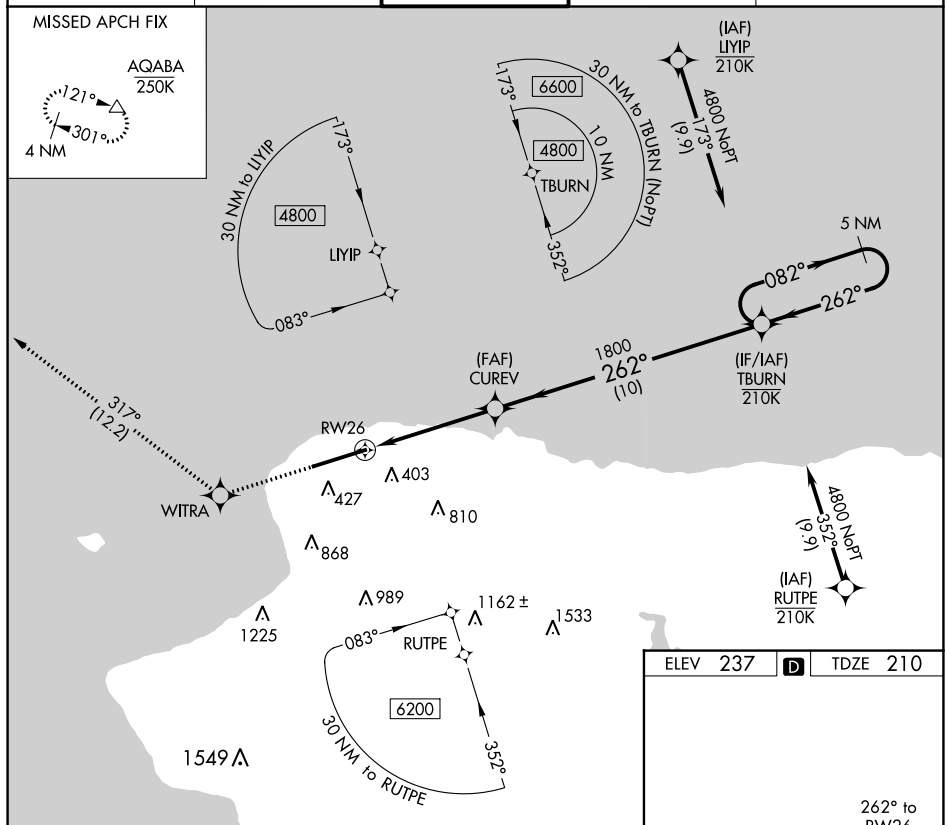 MISSED APCH FIX
AQABA
250K
121°
301°
4 NM
(IAF)
LIYIP
210K
4800 NoPT
173°
(9.9)
30 NM to LIYIP
173°
4800
LIYIP
083°
173°
6600
30 NM to TBURN (NoPT)
4800
10 NM
TBURN
352°
5 NM
082°
262°
(IF/IAF)
TBURN
210K
1800
262°
(10)
(FAF)
CUREV
RW26
317°
(12.2)
WITRA
403
427
810
868
989
1162 ±
1533
1225
1549
4800 NoPT
352°
(9.9)
(IAF)
RUTPE
210K
083°
RUTPE
6200
30 NM to RUTPE
352°
ELEV 237 D TDZE 210
262° to
RW26